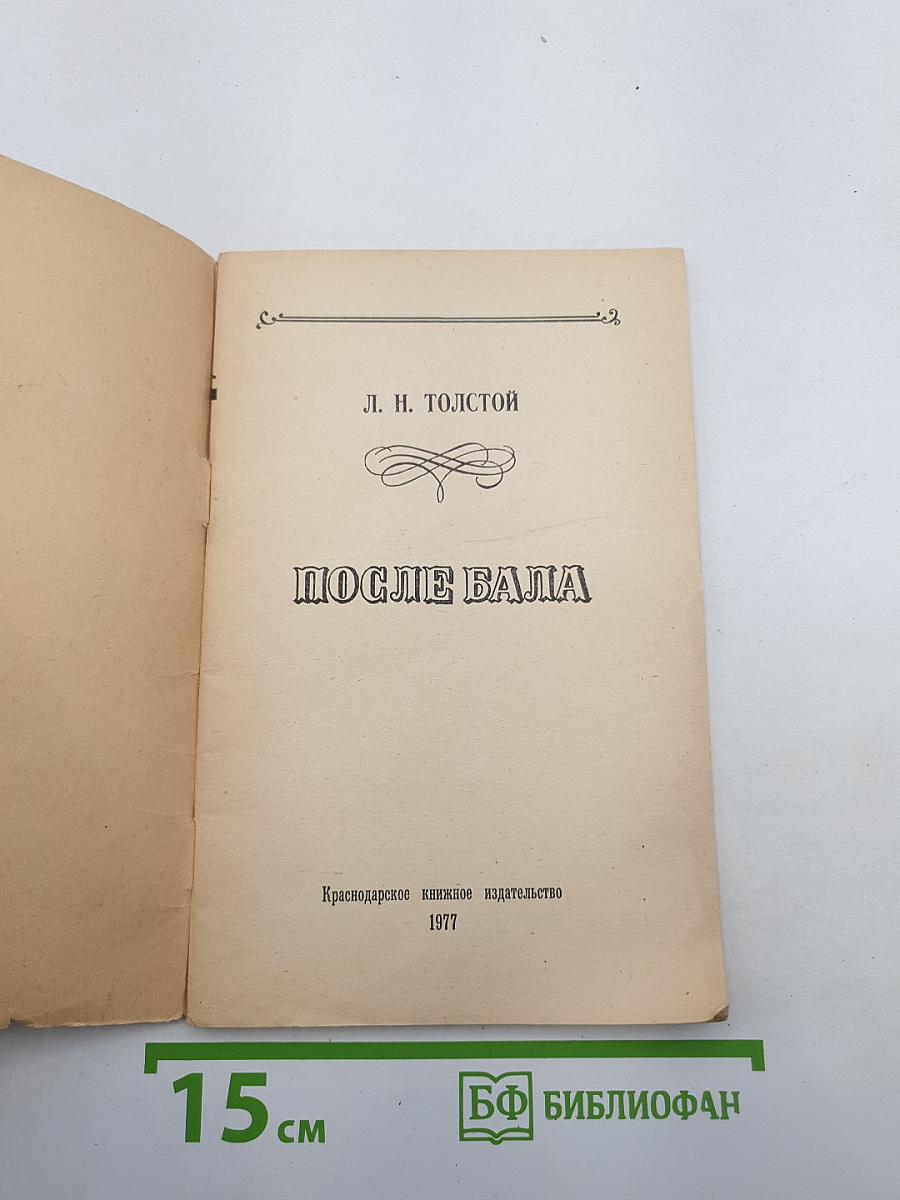 Л. Н. ТОЛСТОЙ
ПОСЛЕ БАЛА
Краснодарское книжное издательство
1977
15 см
БФ БИБЛИОФАН